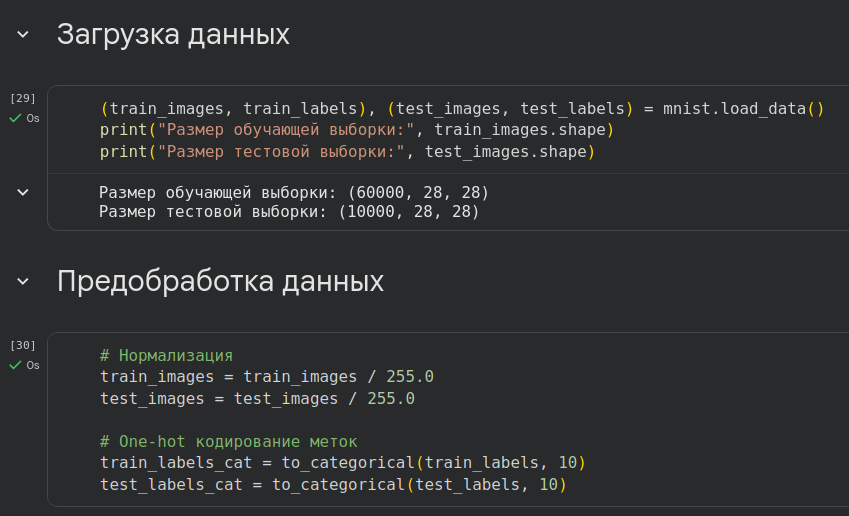 Загрузка данных
[29]
0s
(train_images, train_labels), (test_images, test_labels) = mnist.load_data()
print("Размер обучающей выборки:", train_images.shape)
print("Размер тестовой выборки:", test_images.shape)
Размер обучающей выборки: (60000, 28, 28)
Размер тестовой выборки: (10000, 28, 28)
Предобработка данных
[30]
0s
# Нормализация
train_images = train_images / 255.0
test_images = test_images / 255.0
# One-hot кодирование меток
train_labels_cat = to_categorical(train_labels, 10)
test_labels_cat = to_categorical(test_labels, 10)